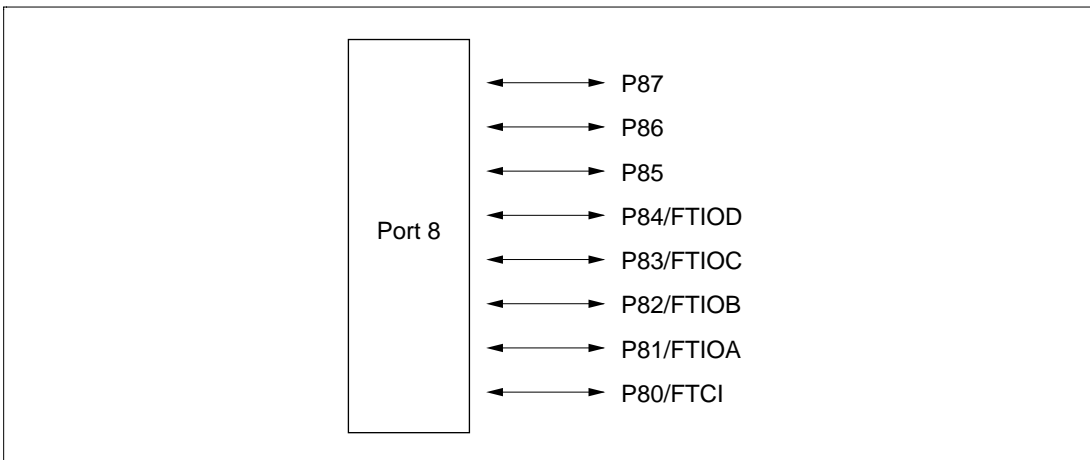 P87
P86
P85
P84/FTIOD
Port 8
P83/FTIOC
P82/FTIOB
P81/FTIOA
P80/FTCI